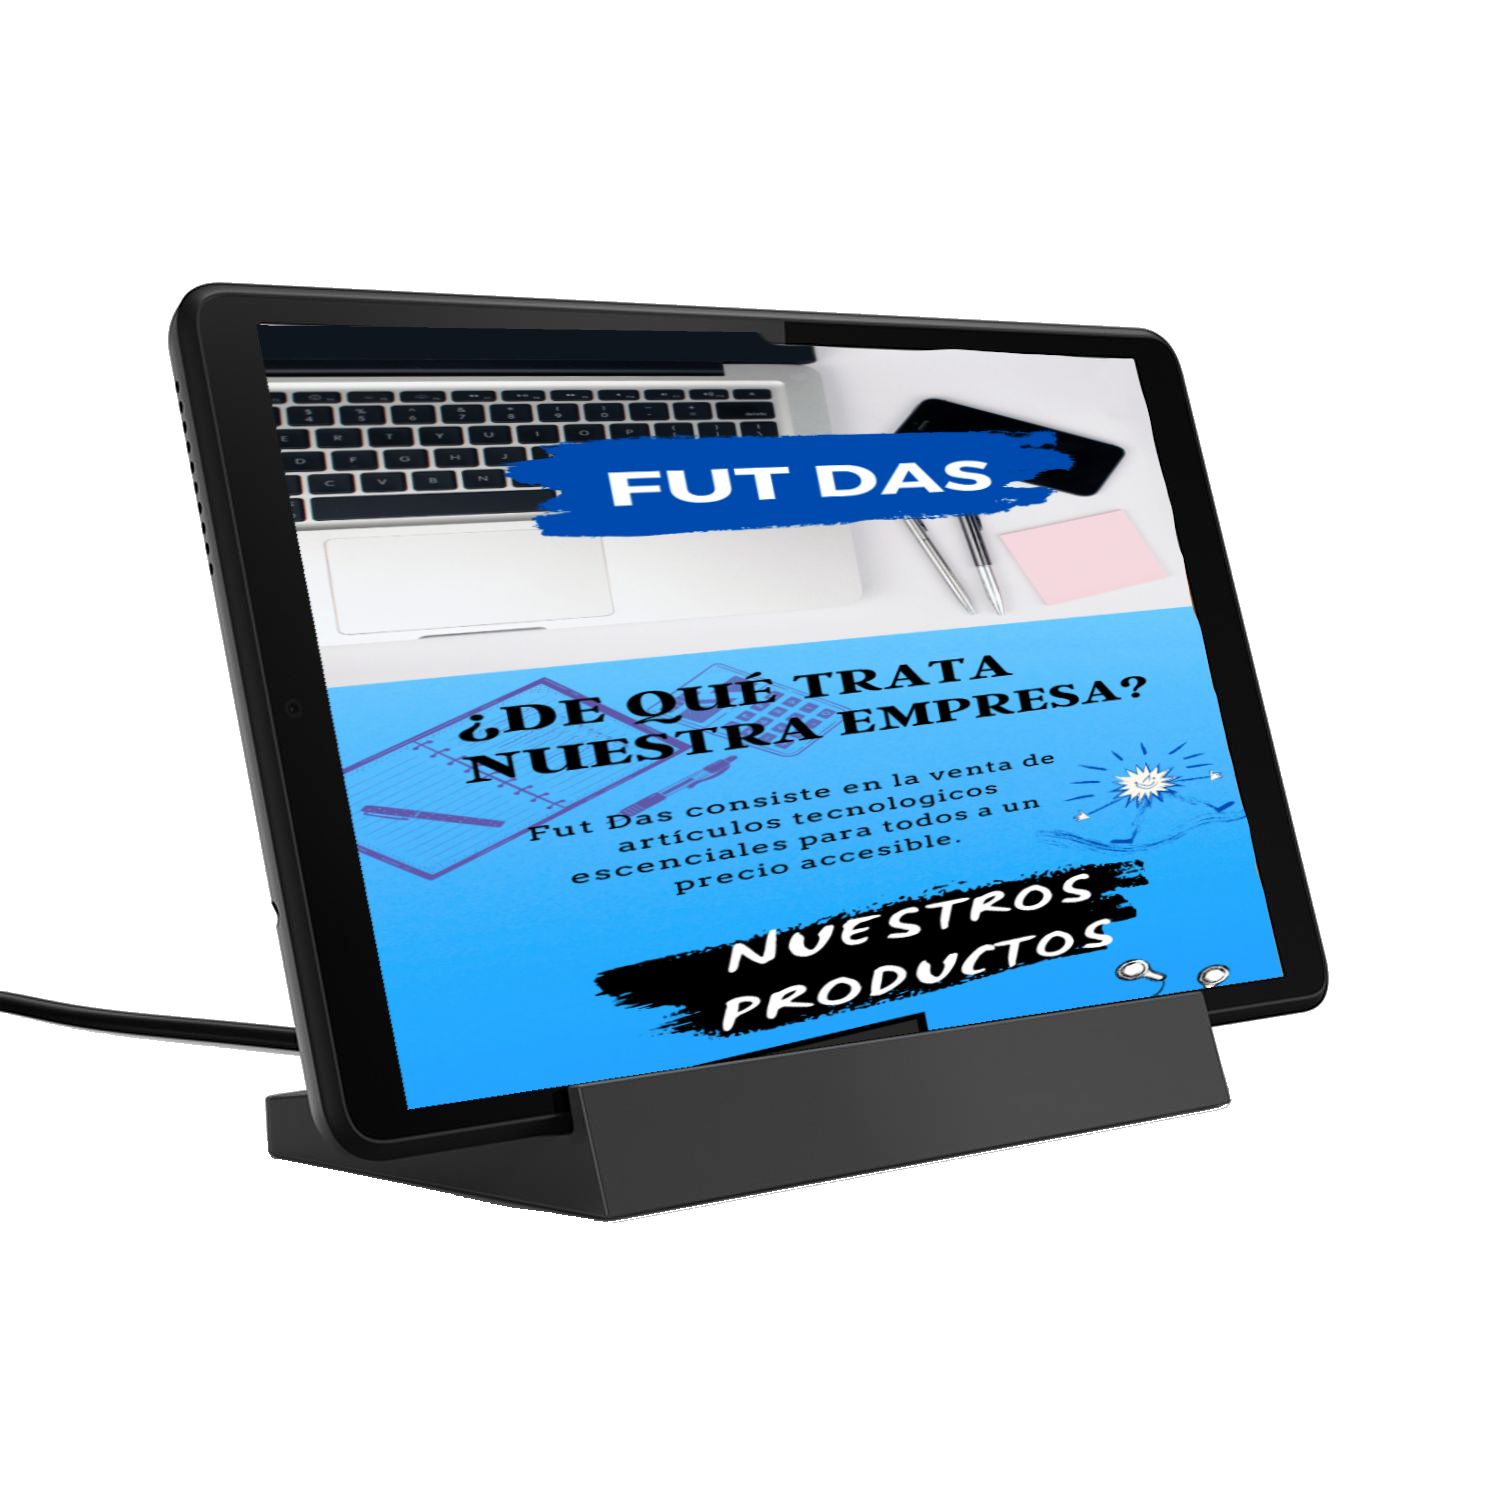 FUT DAS
¿DE QUÉ TRATA
NUESTRA EMPRESA?
Fut Das consiste en la venta de
artículos tecnologicos
escenciales para todos a un
precio accesible.
NUESTROS
PRODUCTOS